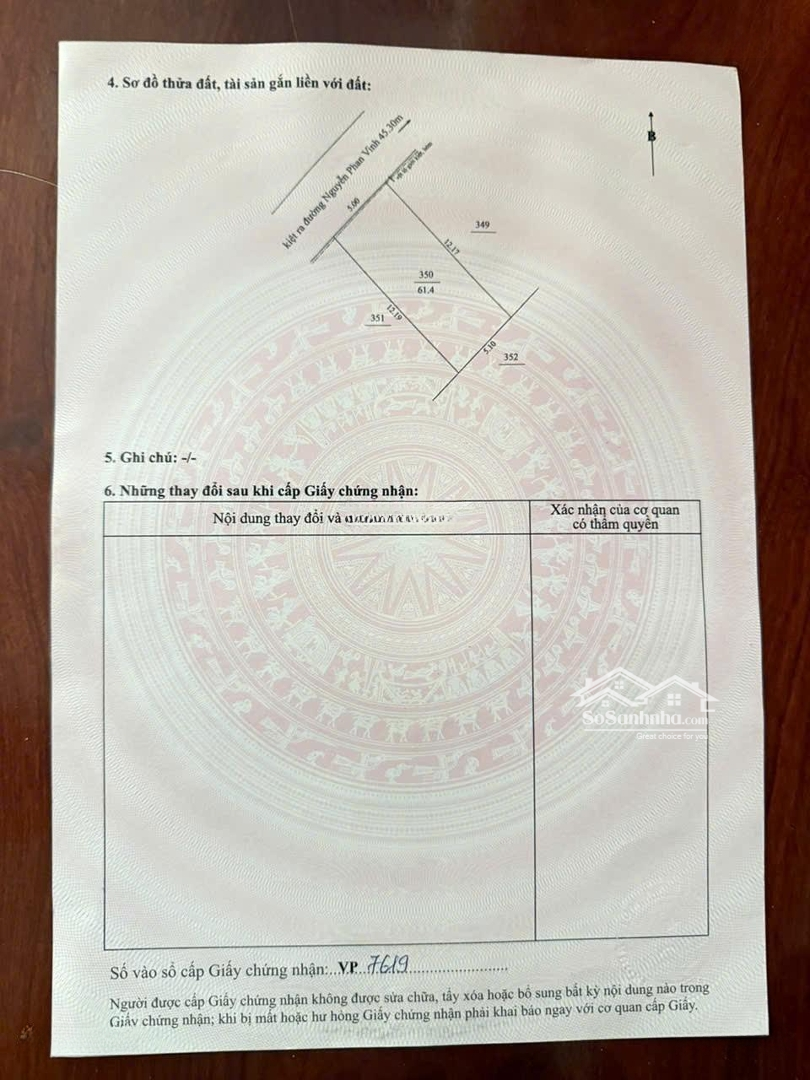 4. Sơ đồ thửa đất, tài sản gắn liền với đất:
kiệt ra đường Nguyễn Phan Vinh 45.30m
B
5.00
349
12.17
350
61.4
351
12.19
5.10
352
5. Ghi chú: -/-
6. Những thay đổi sau khi cấp Giấy chứng nhận:
Nội dung thay đổi và
Xác nhận của cơ quan
có thẩm quyền
SoSanhnha.com
Great choice for you
Số vào sổ cấp Giấy chứng nhận:..VP..7619..........................
Người được cấp Giấy chứng nhận không được sửa chữa, tẩy xóa hoặc bổ sung bất kỳ nội dung nào trong
Giấy chứng nhận; khi bị mất hoặc hư hỏng Giấy chứng nhận phải khai báo ngay với cơ quan cấp Giấy.